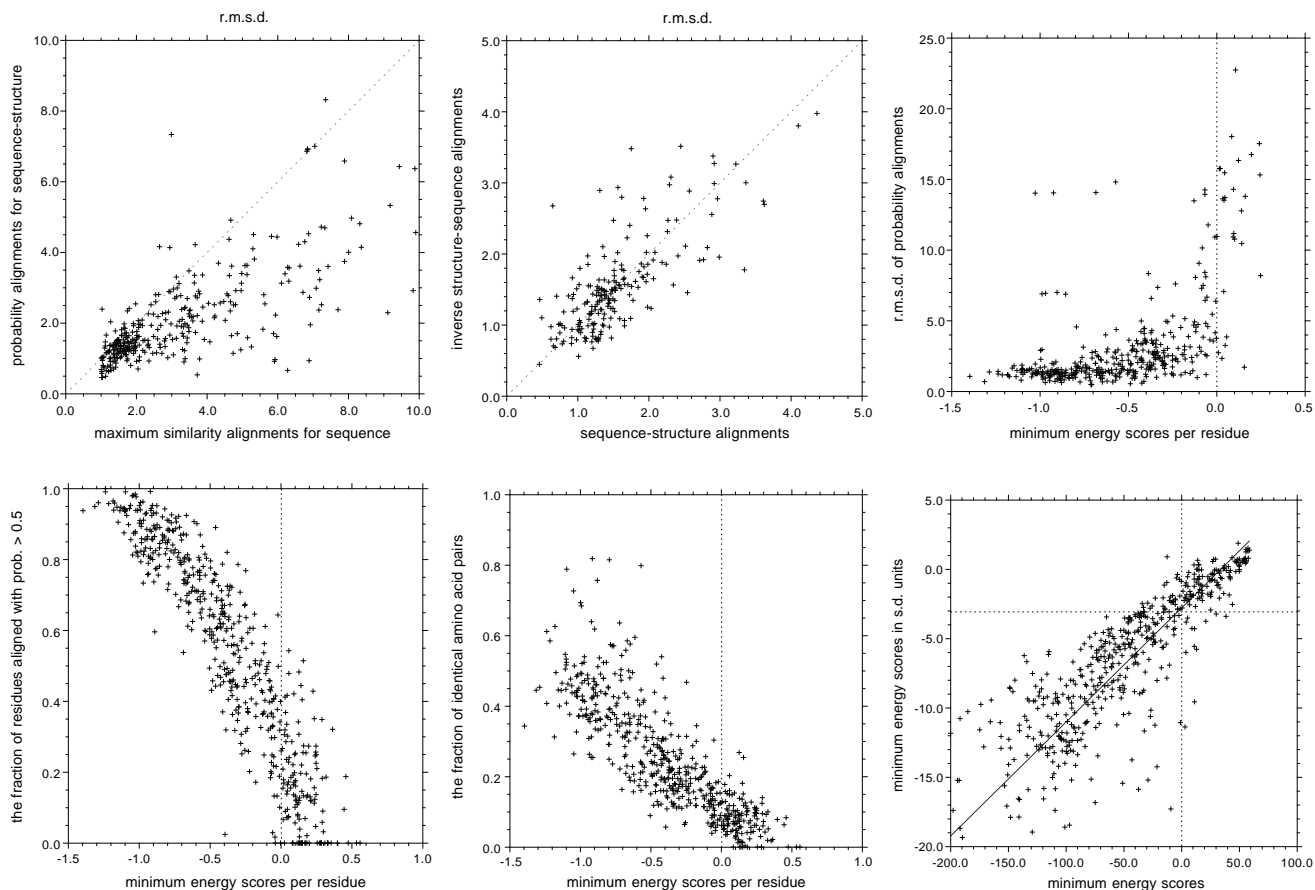 r.m.s.d.
10.0
8.0
6.0
4.0
2.0
0.0
probability alignments for sequence-structure
0.0 2.0 4.0 6.0 8.0 10.0
maximum similarity alignments for sequence
r.m.s.d.
5.0
4.0
3.0
2.0
1.0
0.0
inverse structure-sequence alignments
0.0 1.0 2.0 3.0 4.0 5.0
sequence-structure alignments
25.0
20.0
15.0
10.0
5.0
0.0
r.m.s.d. of probability alignments
-1.5 -1.0 -0.5 0.0 0.5
minimum energy scores per residue
1.0
0.8
0.6
0.4
0.2
0.0
the fraction of residues aligned with prob. > 0.5
-1.5 -1.0 -0.5 0.0 0.5 1.0
minimum energy scores per residue
1.0
0.8
0.6
0.4
0.2
0.0
the fraction of identical amino acid pairs
-1.5 -1.0 -0.5 0.0 0.5 1.0
minimum energy scores per residue
5.0
0.0
-5.0
-10.0
-15.0
-20.0
minimum energy scores in s.d. units
-200.0 -150.0 -100.0 -50.0 0.0 50.0 100.0
minimum energy scores